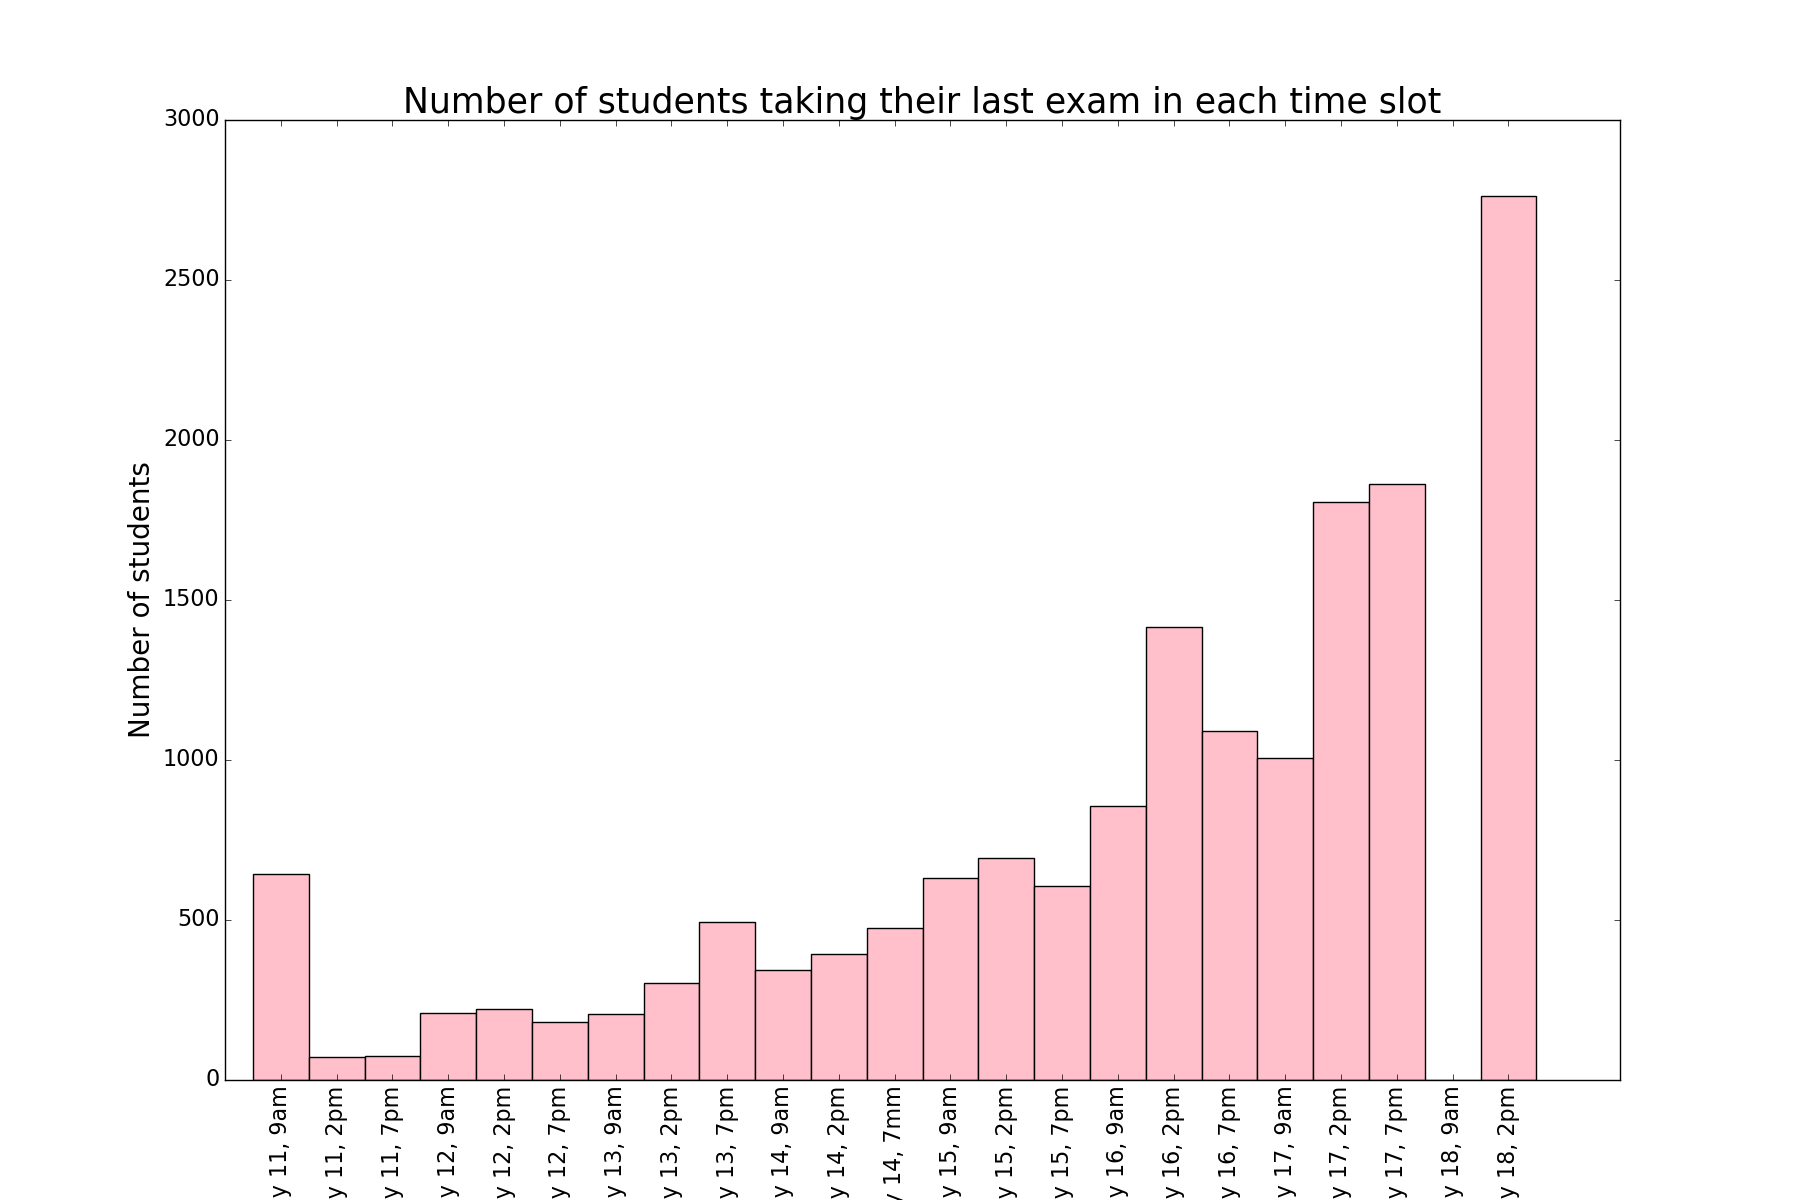 Number of students taking their last exam in each time slot
3000
2500
2000
1500
1000
500
0
Number of students
y 11, 9am
y 11, 2pm
y 11, 7pm
y 12, 9am
y 12, 2pm
y 12, 7pm
y 13, 9am
y 13, 2pm
y 13, 7pm
y 14, 9am
y 14, 2pm
y 14, 7mm
y 15, 9am
y 15, 2pm
y 15, 7pm
y 16, 9am
y 16, 2pm
y 16, 7pm
y 17, 9am
y 17, 2pm
y 17, 7pm
y 18, 9am
y 18, 2pm